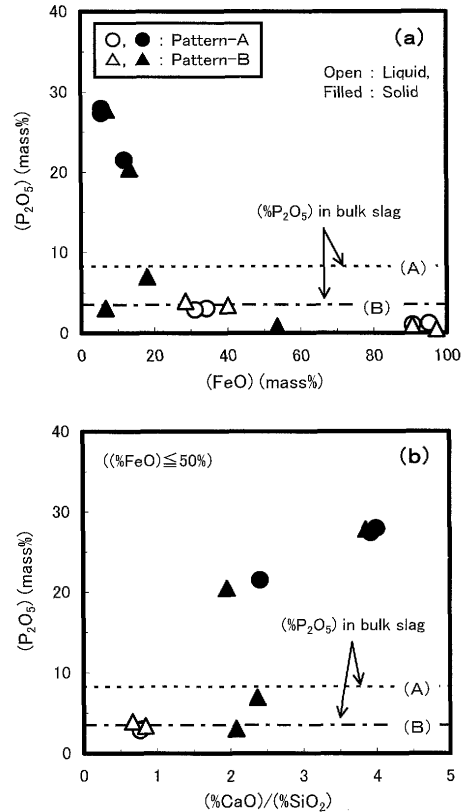 40
(a)
○, ● : Pattern-A
△, ▲ : Pattern-B
Open : Liquid,
Filled : Solid
30
20
10
0
(P₂O₅) (mass%)
(%P₂O₅) in bulk slag
(A)
(B)
0 20 40 60 80 100
(FeO) (mass%)
40
(b)
((%FeO)≦50%)
30
20
10
0
(P₂O₅) (mass%)
(%P₂O₅) in bulk slag
(A)
(B)
0 1 2 3 4 5
(%CaO)/(%SiO₂)